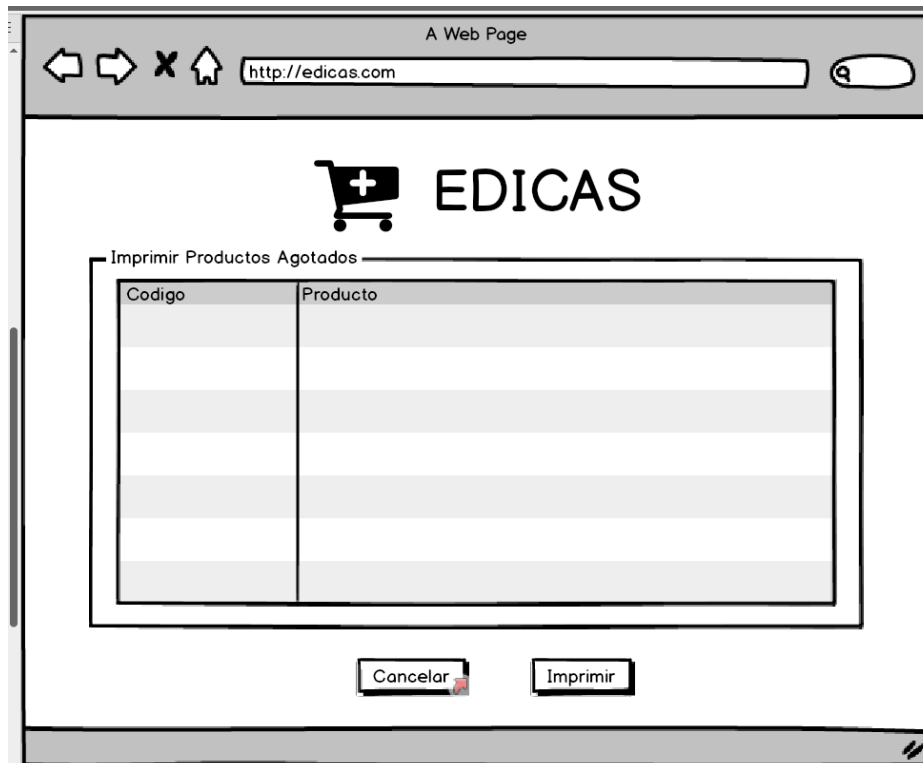 A Web Page
http://edicas.com
EDICAS
Imprimir Productos Agotados
Codigo Producto
Cancelar Imprimir